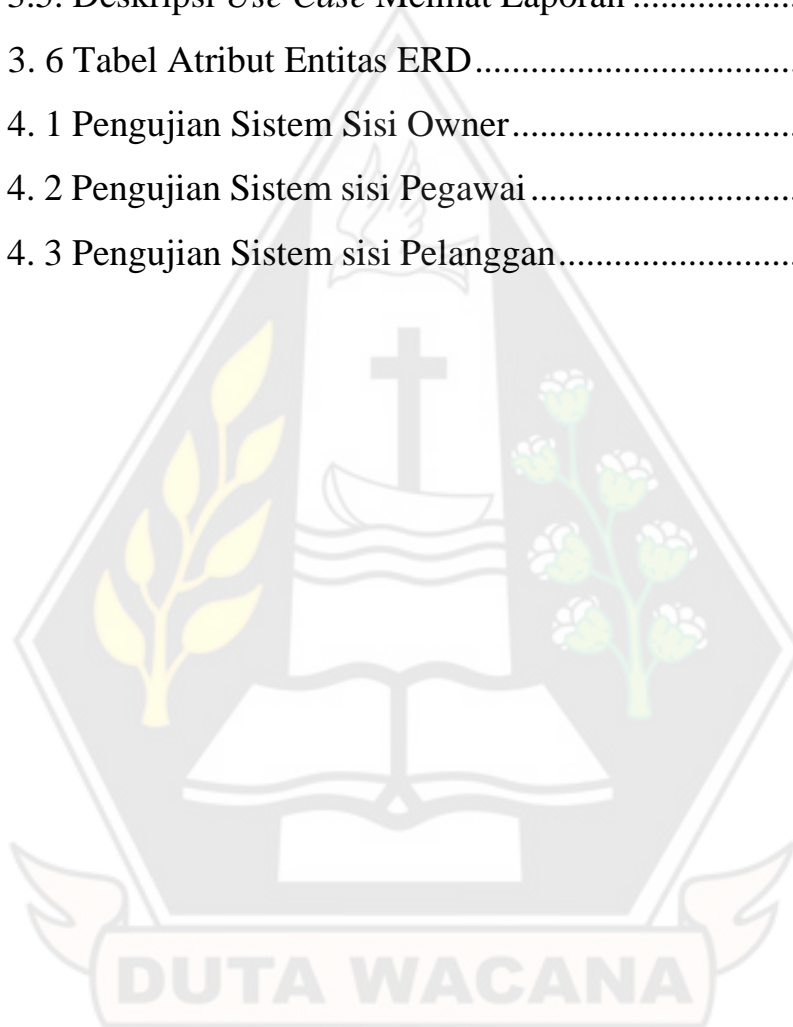 3.5. Deskripsi Use Case Melihat Laporan ..................
3. 6 Tabel Atribut Entitas ERD...................................
4. 1 Pengujian Sistem Sisi Owner...............................
4. 2 Pengujian Sistem sisi Pegawai.............................
4. 3 Pengujian Sistem sisi Pelanggan..........................
DUTA WACANA